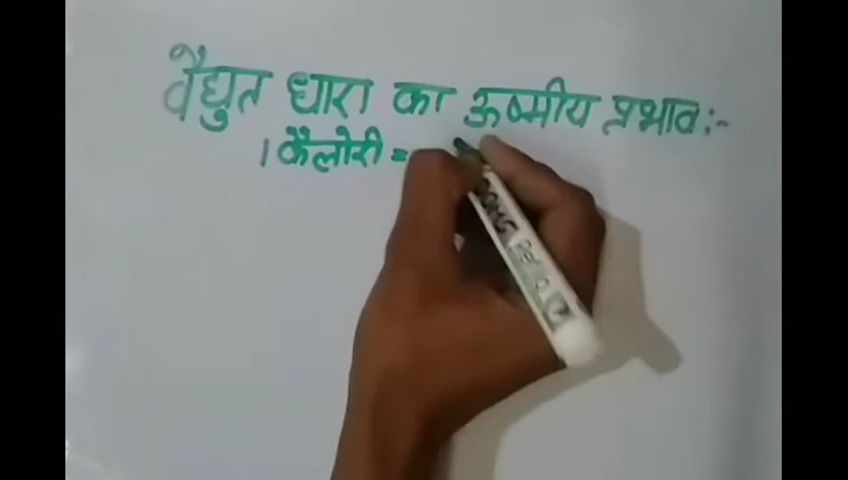 वैद्युत धारा का ऊष्मीय प्रभाव:-
1 कैलोरी =